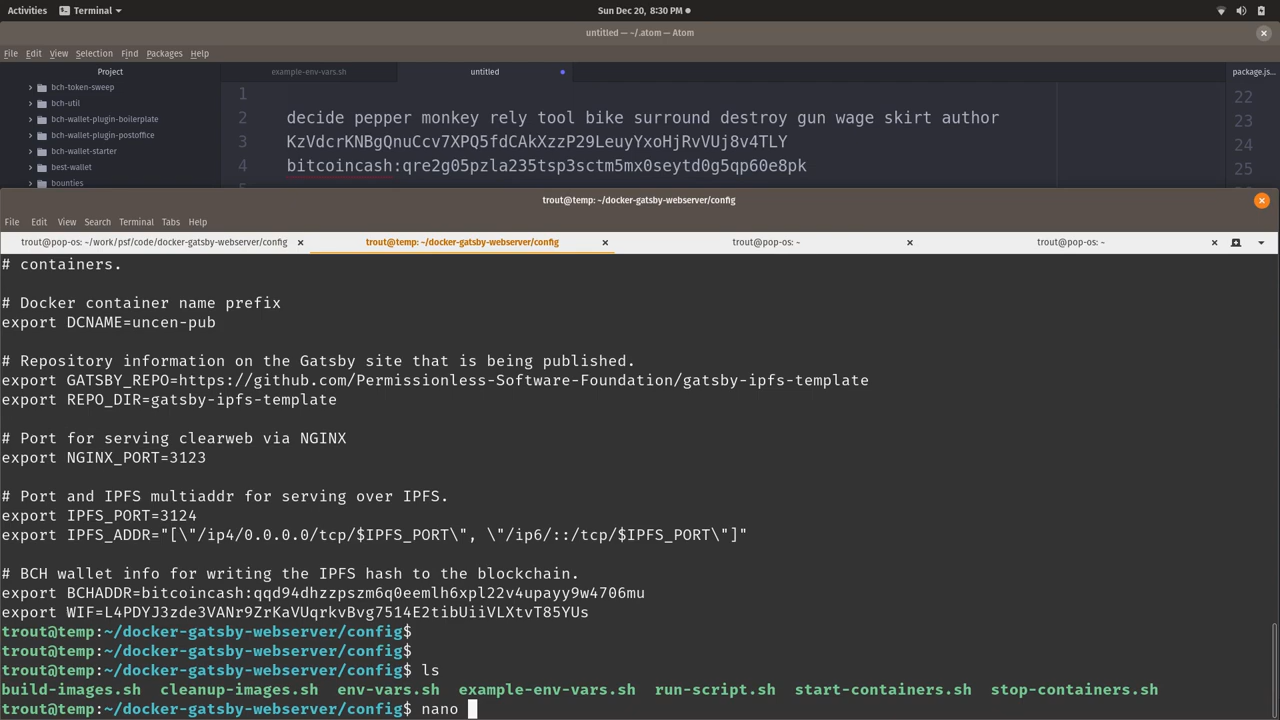 Activities Terminal Sun Dec 20, 8:30 PM
untitled — ~/.atom — Atom
File Edit View Selection Find Packages Help
Project example-env-vars.sh untitled package.js...
bch-token-sweep
bch-util
bch-wallet-plugin-boilerplate
bch-wallet-plugin-postoffice
bch-wallet-starter
best-wallet
bounties
1
2 decide pepper monkey rely tool bike surround destroy gun wage skirt author
3 KzVdcrKNBgQnuCcv7XPQ5fdCAkXzzP29LeuyYxoHjRvVUj8v4TLY
4 bitcoincash:qre2g05pzla235tsp3sctm5mx0seytd0g5qp60e8pk
22
23
24
25
trout@temp: ~/docker-gatsby-webserver/config
File Edit View Search Terminal Tabs Help
trout@pop-os: ~/work/psf/code/docker-gatsby-webserver/config trout@temp: ~/docker-gatsby-webserver/config trout@pop-os: ~ trout@pop-os: ~
# containers.
# Docker container name prefix
export DCNAME=uncen-pub
# Repository information on the Gatsby site that is being published.
export GATSBY_REPO=https://github.com/Permissionless-Software-Foundation/gatsby-ipfs-template
export REPO_DIR=gatsby-ipfs-template
# Port for serving clearweb via NGINX
export NGINX_PORT=3123
# Port and IPFS multiaddr for serving over IPFS.
export IPFS_PORT=3124
export IPFS_ADDR="[\"/ip4/0.0.0.0/tcp/$IPFS_PORT\", \"/ip6/::/tcp/$IPFS_PORT\"]"
# BCH wallet info for writing the IPFS hash to the blockchain.
export BCHADDR=bitcoincash:qqd94dhzzpszm6q0eemlh6xpl22v4upayy9w4706mu
export WIF=L4PDYJ3zde3VANr9ZrKaVUqrkvBvg7514E2tibUiiVLXtvT85YUs
trout@temp:~/docker-gatsby-webserver/config$
trout@temp:~/docker-gatsby-webserver/config$
trout@temp:~/docker-gatsby-webserver/config$ ls
build-images.sh cleanup-images.sh env-vars.sh example-env-vars.sh run-script.sh start-containers.sh stop-containers.sh
trout@temp:~/docker-gatsby-webserver/config$ nano